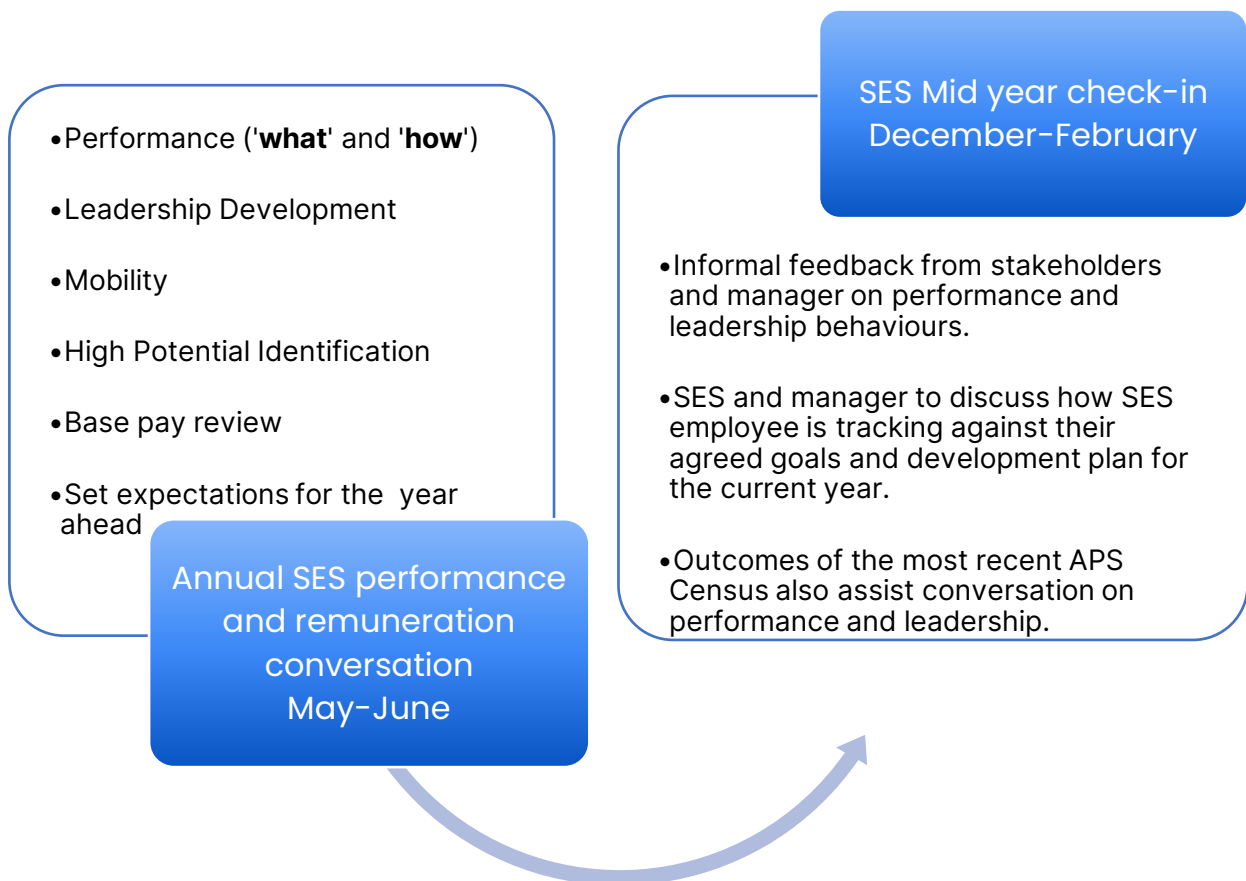 •Performance ('what' and 'how')
•Leadership Development
•Mobility
•High Potential Identification
•Base pay review
•Set expectations for the  year
ahead
Annual SES performance
and remuneration
conversation
May-June
SES Mid year check-in
December-February
•Informal feedback from stakeholders
and manager on performance and
leadership behaviours.
•SES and manager to discuss how SES
employee is tracking against their
agreed goals and development plan for
the current year.
•Outcomes of the most recent APS
Census also assist conversation on
performance and leadership.